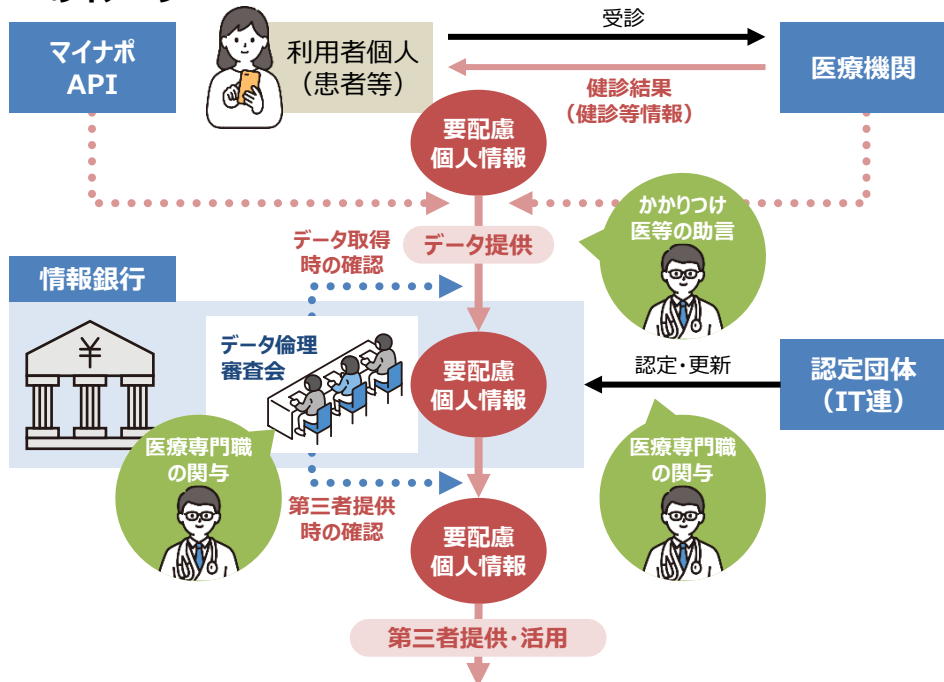 受診
マイナポ
API
利用者個人
（患者等）
医療機関
健診結果
（健診等情報）
要配慮
個人情報
かかりつけ
医等の助言
データ取得
時の確認
データ提供
情報銀行
¥
データ倫理
審査会
要配慮
個人情報
認定・更新
認定団体
（IT連）
医療専門職
の関与
医療専門職
の関与
第三者提供
時の確認
要配慮
個人情報
第三者提供・活用